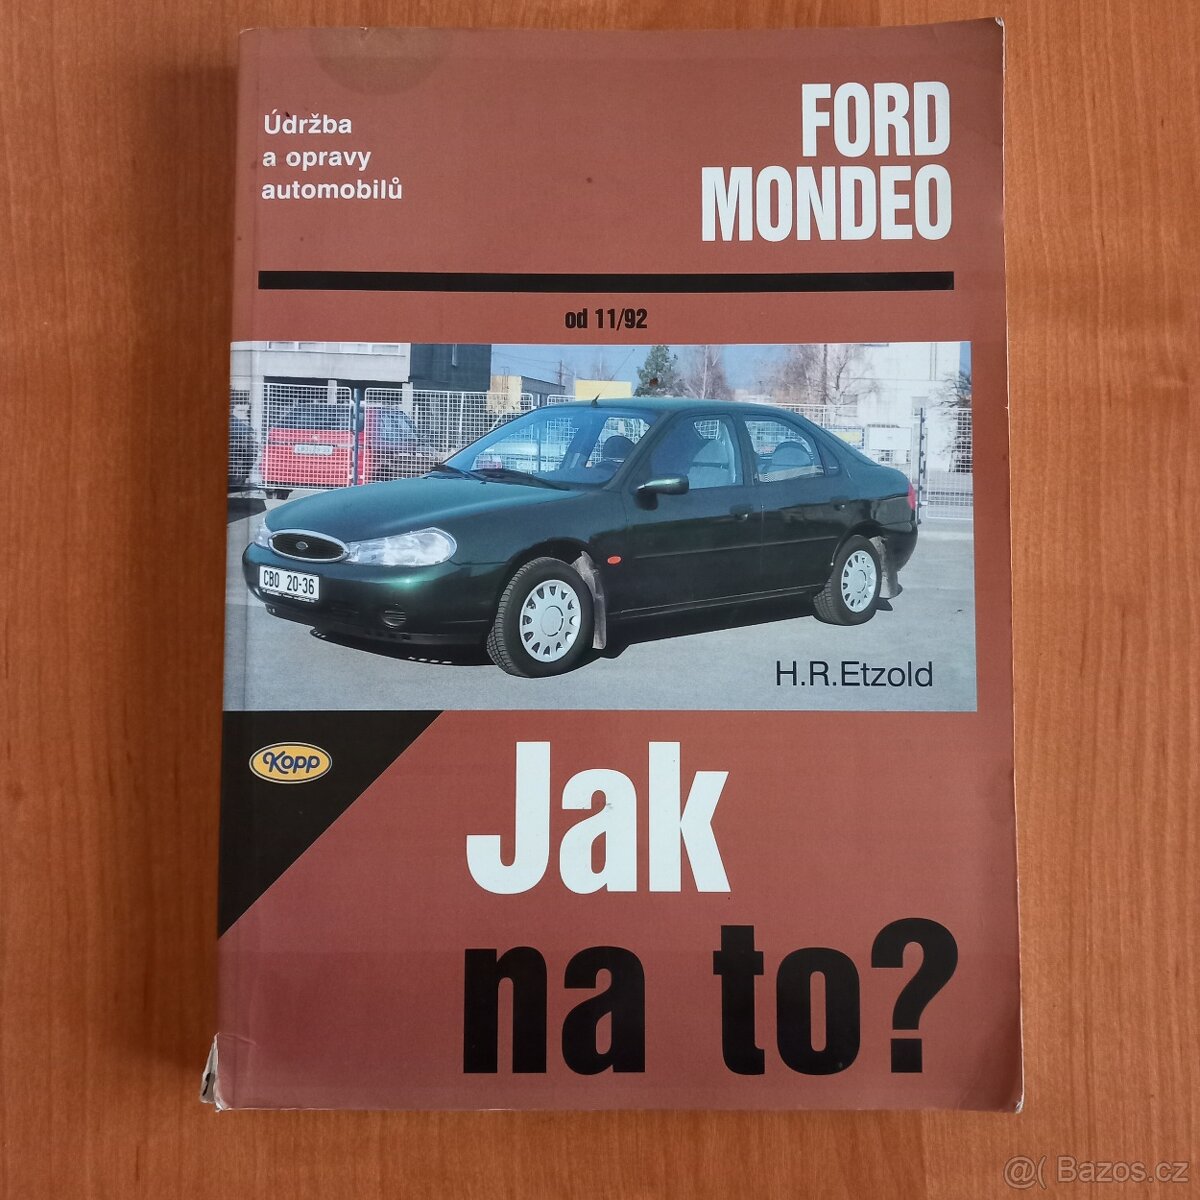 Údržba
a opravy
automobilů
FORD
MONDEO
od 11/92
CBO 20-36
H.R.Etzold
Kopp
Jak
na to?
@( Bazos.cz